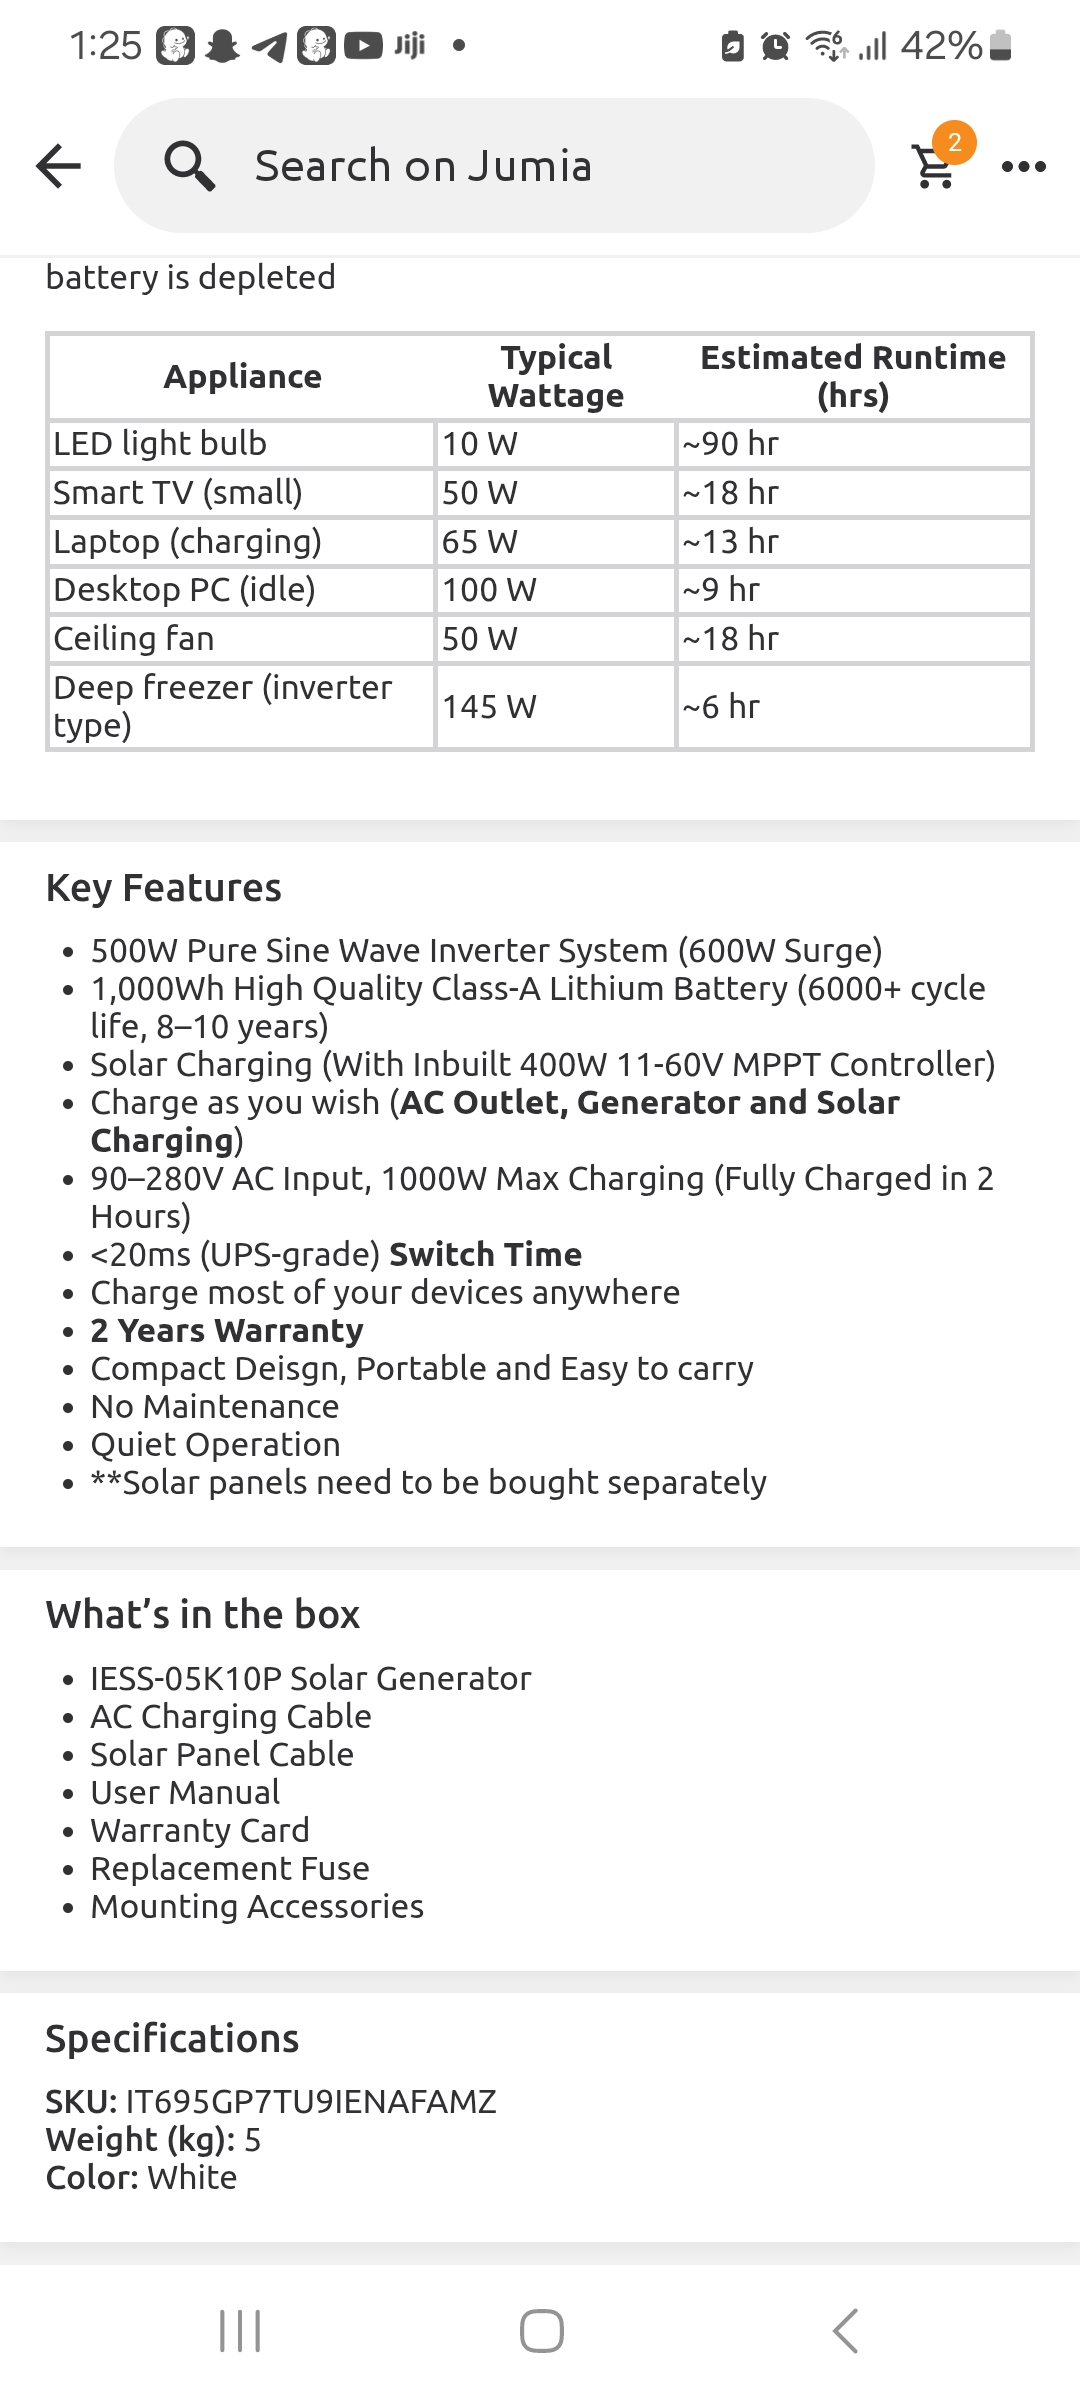 1:25 Jiji 6 42%
Search on Jumia 2
battery is depleted
Appliance Typical Wattage Estimated Runtime (hrs)
LED light bulb 10 W ~90 hr
Smart TV (small) 50 W ~18 hr
Laptop (charging) 65 W ~13 hr
Desktop PC (idle) 100 W ~9 hr
Ceiling fan 50 W ~18 hr
Deep freezer (inverter type) 145 W ~6 hr
Key Features
• 500W Pure Sine Wave Inverter System (600W Surge)
• 1,000Wh High Quality Class-A Lithium Battery (6000+ cycle
life, 8–10 years)
• Solar Charging (With Inbuilt 400W 11-60V MPPT Controller)
• Charge as you wish (AC Outlet, Generator and Solar
Charging)
• 90–280V AC Input, 1000W Max Charging (Fully Charged in 2
Hours)
• <20ms (UPS-grade) Switch Time
• Charge most of your devices anywhere
• 2 Years Warranty
• Compact Deisgn, Portable and Easy to carry
• No Maintenance
• Quiet Operation
• **Solar panels need to be bought separately
What’s in the box
• IESS-05K10P Solar Generator
• AC Charging Cable
• Solar Panel Cable
• User Manual
• Warranty Card
• Replacement Fuse
• Mounting Accessories
Specifications
SKU: IT695GP7TU9IENAFAMZ
Weight (kg): 5
Color: White